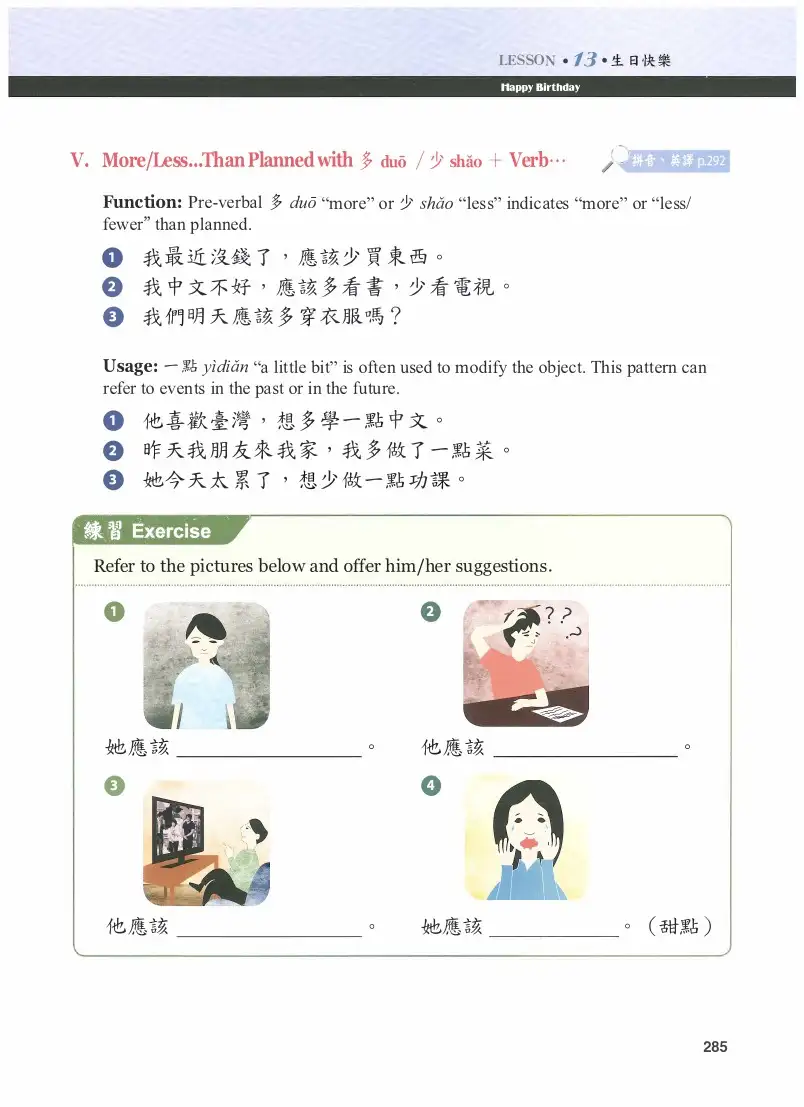 LESSON • 13 • 生日快樂
Happy Birthday
V. More/Less…Than Planned with 多 duō / 少 shǎo + Verb…
拼音、英譯 p.292
Function: Pre-verbal 多 duō “more” or 少 shǎo “less” indicates “more” or “less/
fewer” than planned.
1 我最近沒錢了，應該少買東西。
2 我中文不好，應該多看書，少看電視。
3 我們明天應該多穿衣服嗎？
Usage: 一點 yìdiǎn “a little bit” is often used to modify the object. This pattern can
refer to events in the past or in the future.
1 他喜歡臺灣，想多學一點中文。
2 昨天我朋友來我家，我多做了一點菜。
3 她今天太累了，想少做一點功課。
練習 Exercise
Refer to the pictures below and offer him/her suggestions.
1
2
? ? ?
她應該 ____________________。
他應該 ____________________。
3
4
他應該 ____________________。
她應該 ______________。（甜點）
285